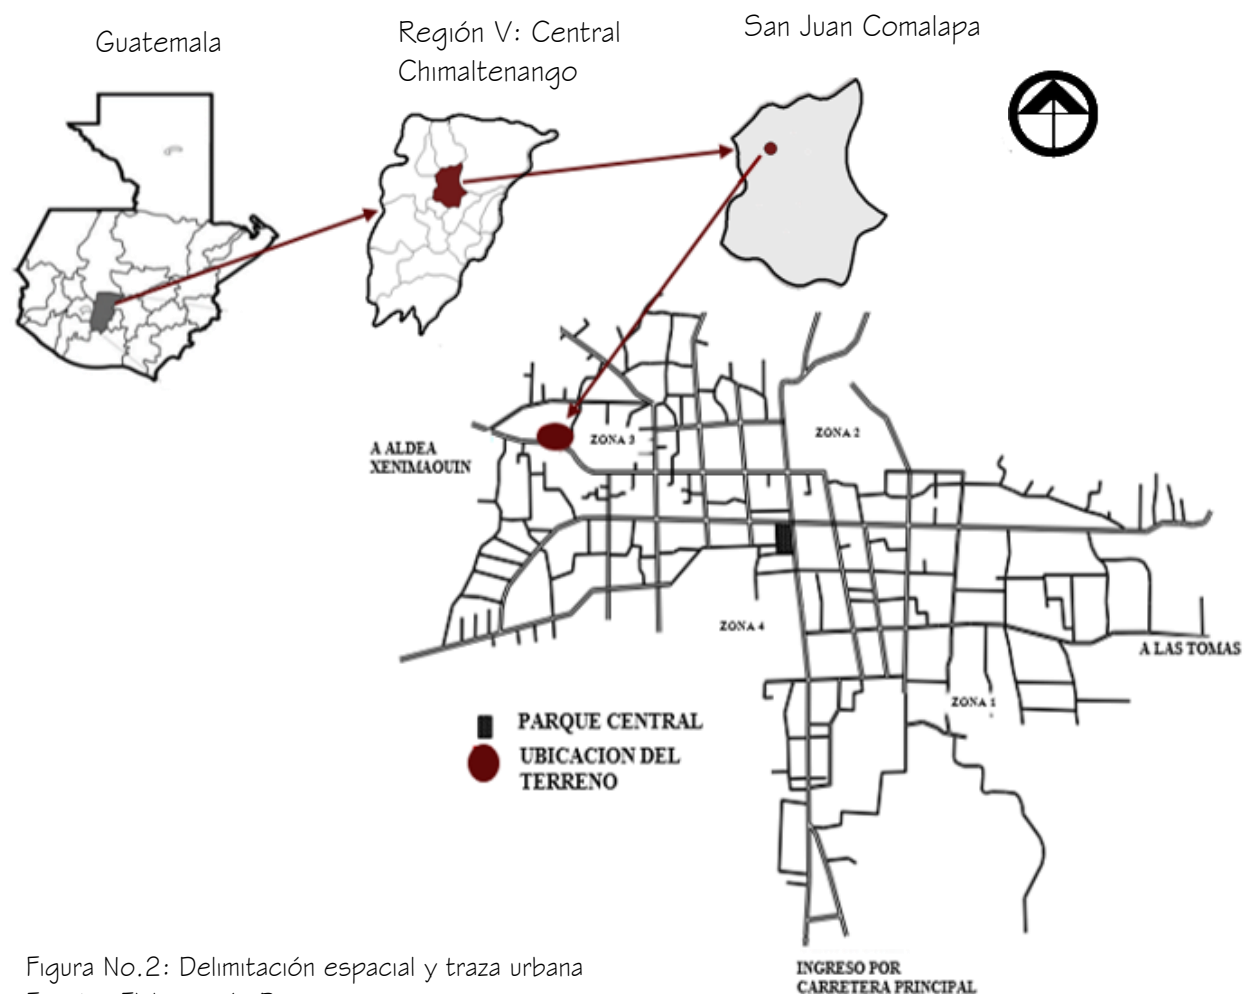 Guatemala
Región V: Central
Chimaltenango
San Juan Comalapa
A ALDEA
XENIMAQUIN
ZONA 3
ZONA 2
ZONA 4
A LAS TOMAS
ZONA 1
PARQUE CENTRAL
UBICACION DEL
TERRENO
INGRESO POR
CARRETERA PRINCIPAL
Figura No.2: Delimitación espacial y traza urbana